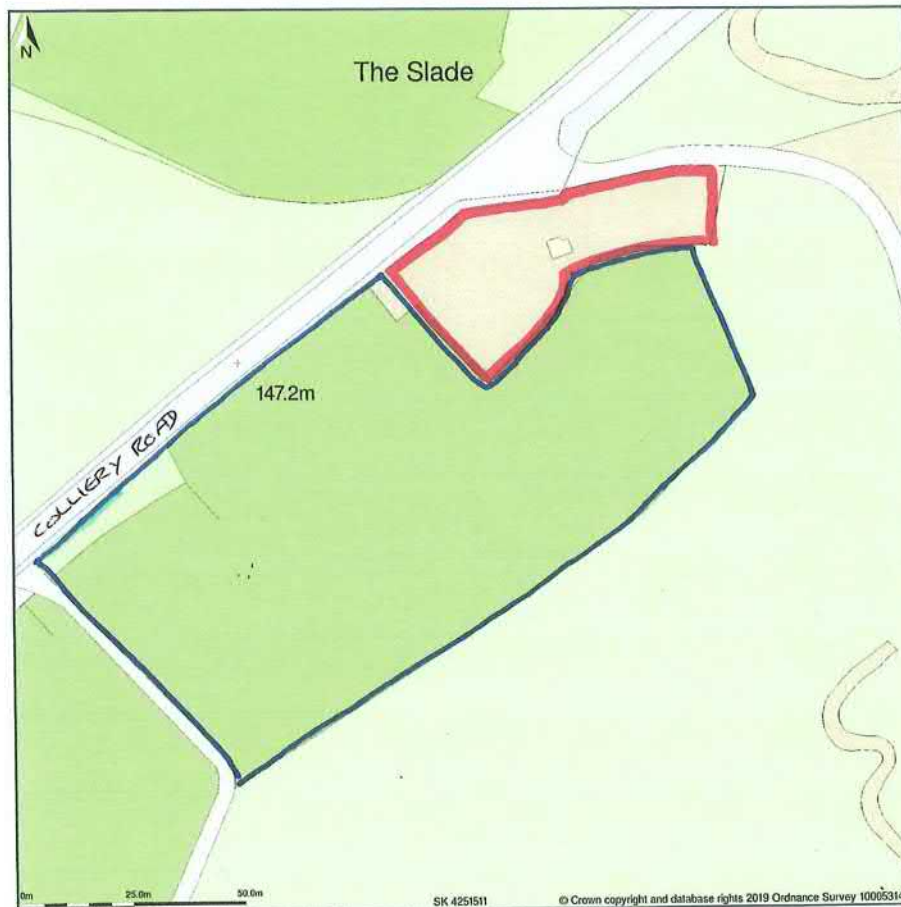 N
The Slade
147.2m
COLLIERY ROAD
0m 25.0m 50.0m
SK 4251511
© Crown copyright and database rights 2019 Ordnance Survey 10005314